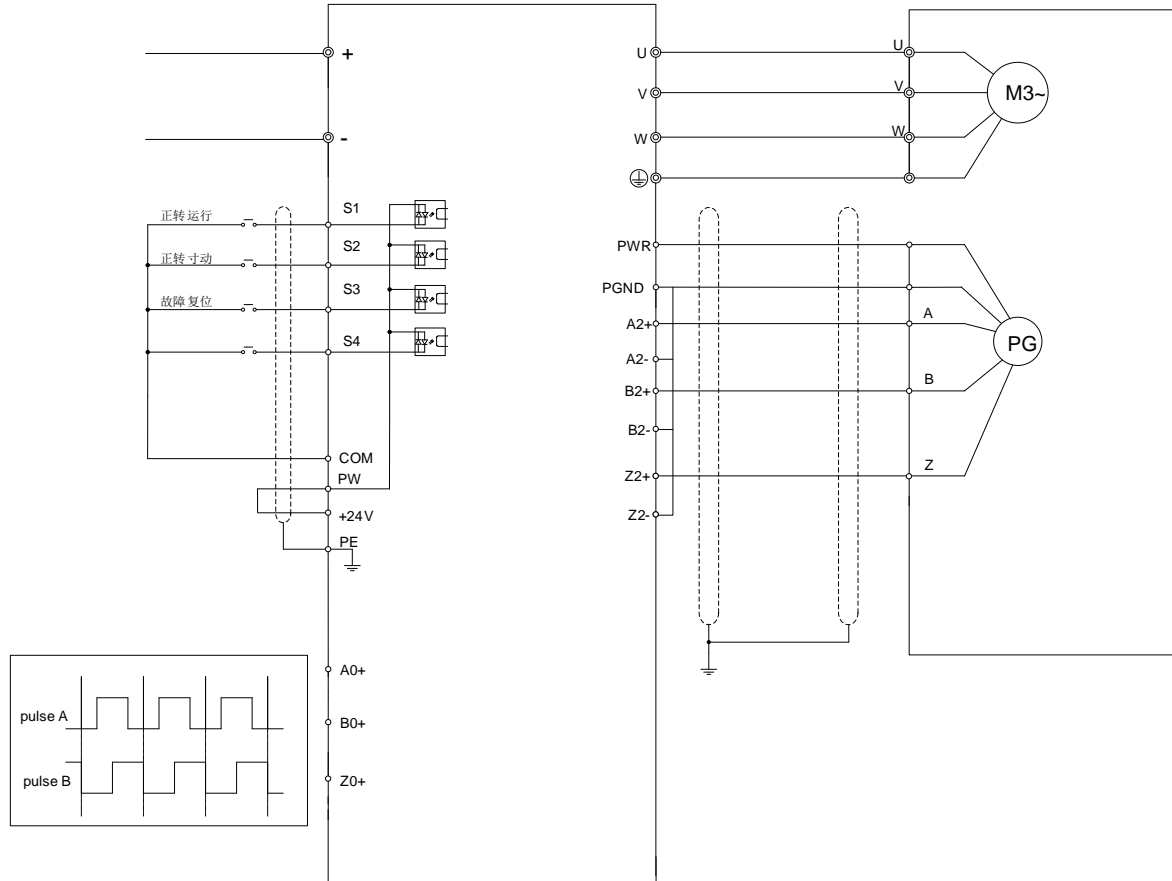 +
U
U
V
V
M3~
-
W
W
正转运行
S1
正转寸动
S2
PWR
故障复位
S3
PGND
A2+
A
S4
PG
A2-
B2+
B
B2-
COM
Z2+
Z
PW
+24V
Z2-
PE
A0+
pulse A
B0+
pulse B
Z0+